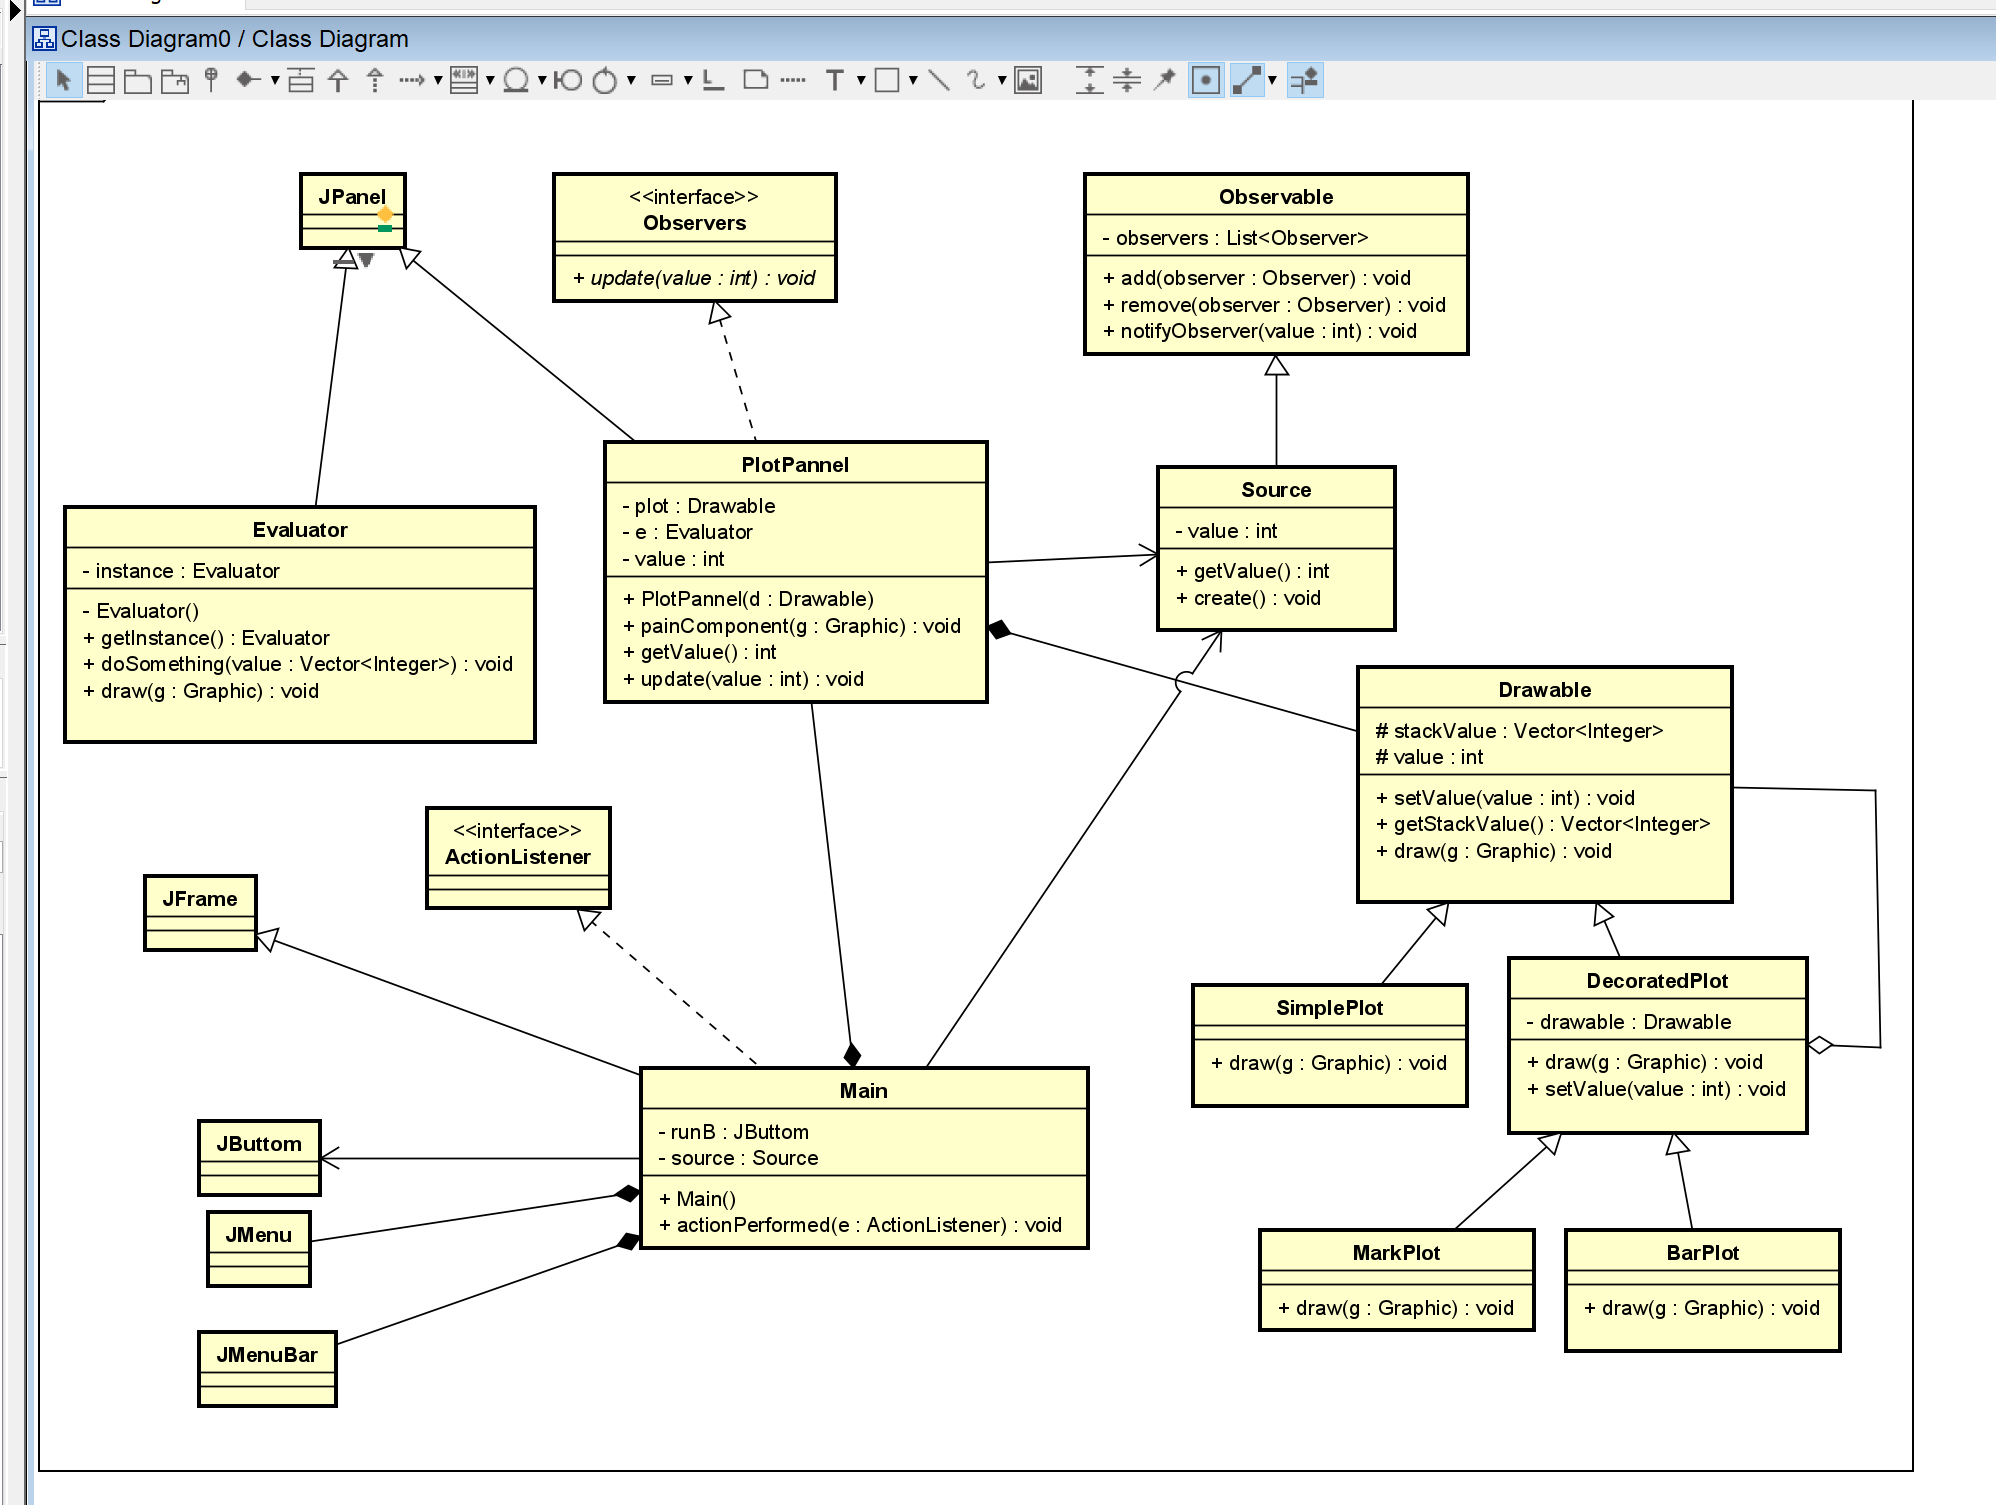 Class Diagram0 / Class Diagram
JPanel
<<interface>>
Observers
+ update(value : int) : void
Observable
- observers : List<Observer>
+ add(observer : Observer) : void
+ remove(observer : Observer) : void
+ notifyObserver(value : int) : void
PlotPannel
- plot : Drawable
- e : Evaluator
- value : int
+ PlotPannel(d : Drawable)
+ painComponent(g : Graphic) : void
+ getValue() : int
+ update(value : int) : void
Source
- value : int
+ getValue() : int
+ create() : void
Evaluator
- instance : Evaluator
- Evaluator()
+ getInstance() : Evaluator
+ doSomething(value : Vector<Integer>) : void
+ draw(g : Graphic) : void
Drawable
# stackValue : Vector<Integer>
# value : int
+ setValue(value : int) : void
+ getStackValue() : Vector<Integer>
+ draw(g : Graphic) : void
<<interface>>
ActionListener
JFrame
SimplePlot
+ draw(g : Graphic) : void
DecoratedPlot
- drawable : Drawable
+ draw(g : Graphic) : void
+ setValue(value : int) : void
Main
- runB : JButtom
- source : Source
+ Main()
+ actionPerformed(e : ActionListener) : void
JButtom
JMenu
JMenuBar
MarkPlot
+ draw(g : Graphic) : void
BarPlot
+ draw(g : Graphic) : void